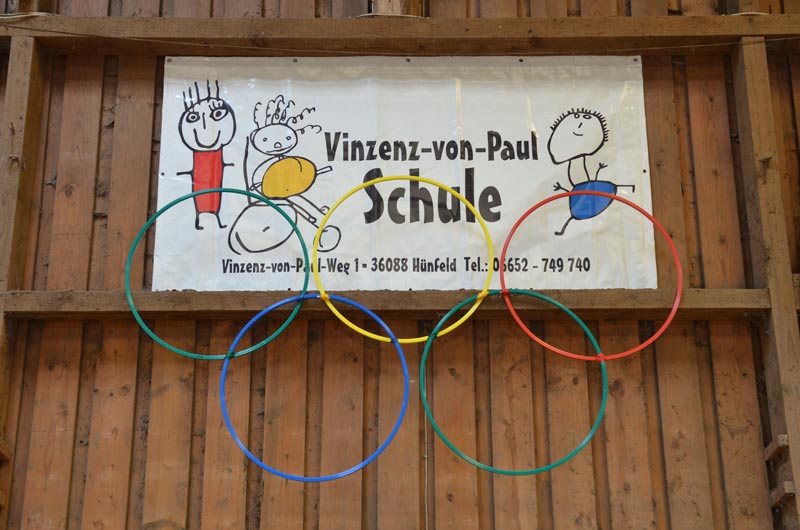 Vinzenz-von-Paul
Schule
Vinzenz-von-Paul-Weg 1 ▪ 36088 Hünfeld Tel.: 06652 - 749 740